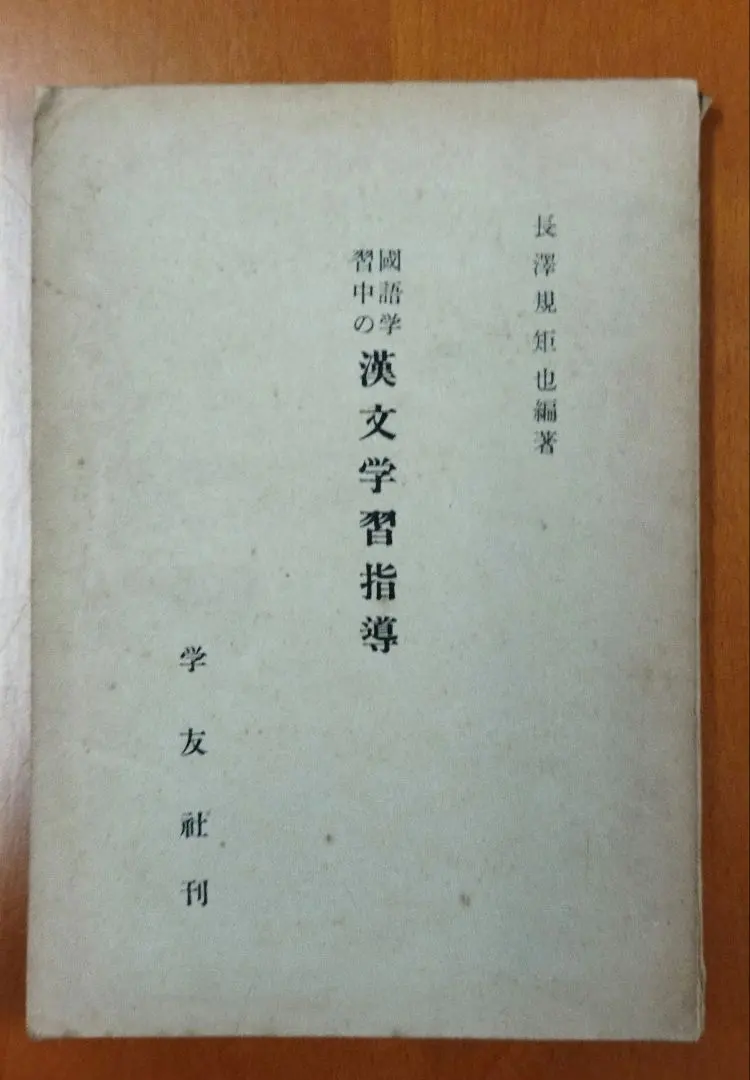 長澤規矩也編著
國語学
習中の
漢文学習指導
学友社刊